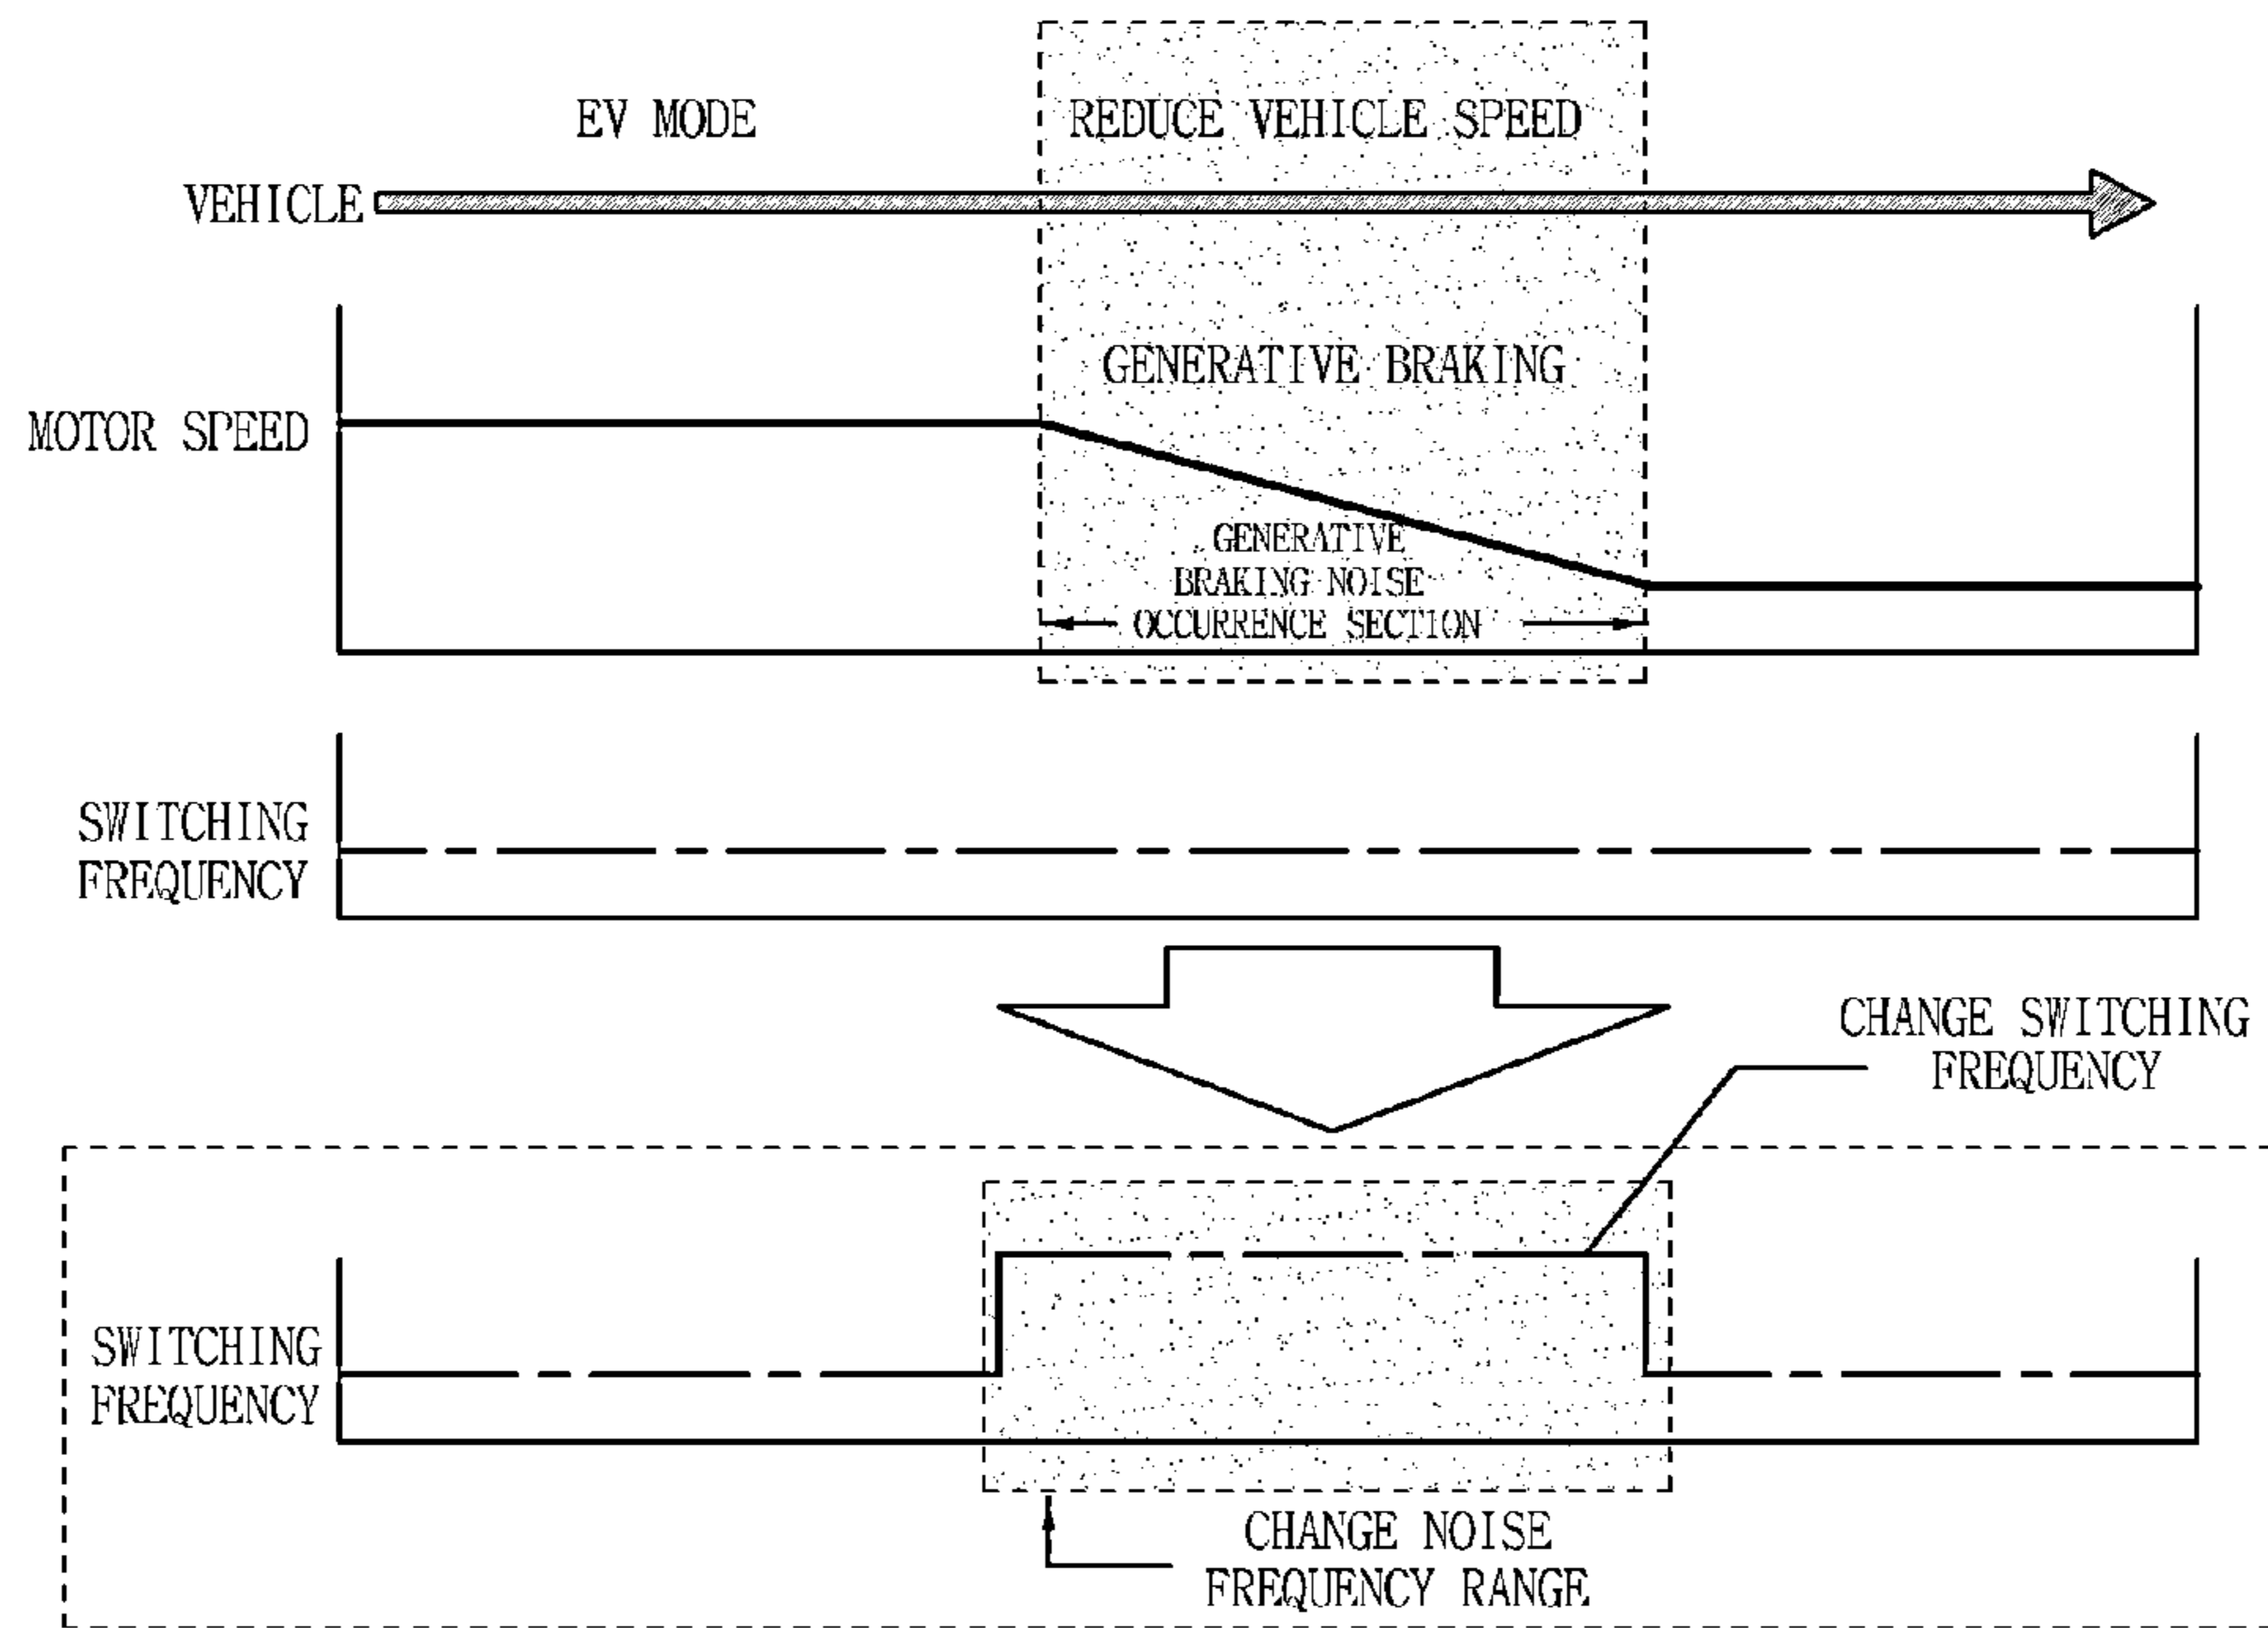 EV MODE
REDUCE VEHICLE SPEED
VEHICLE
GENERATIVE BRAKING
MOTOR SPEED
GENERATIVE
BRAKING NOISE
OCCURRENCE SECTION
SWITCHING
FREQUENCY
CHANGE SWITCHING
FREQUENCY
SWITCHING
FREQUENCY
CHANGE NOISE
FREQUENCY RANGE